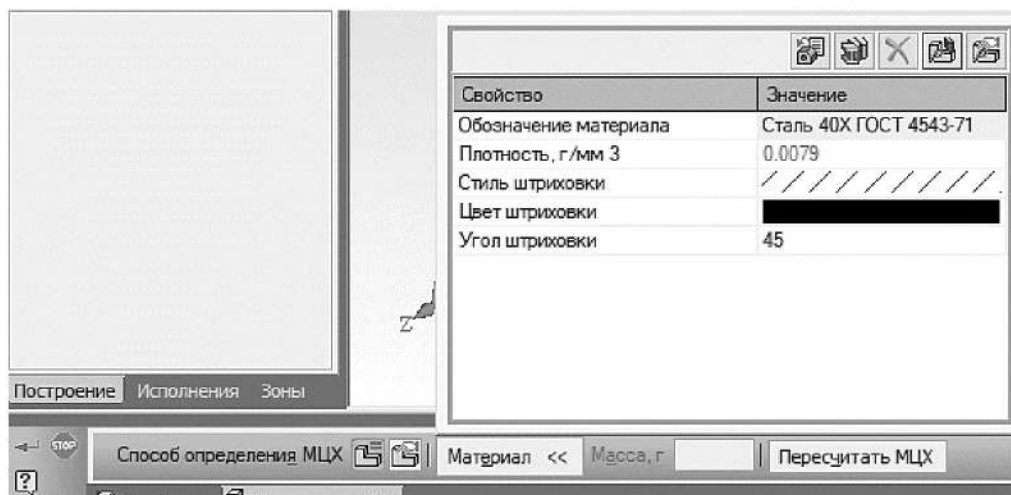 Свойство Значение
Обозначение материала Сталь 40Х ГОСТ 4543-71
Плотность, г/мм 3 0.0079
Стиль штриховки
Цвет штриховки
Угол штриховки 45
Z
Построение Исполнения Зоны
STOP Способ определения МЦХ Материал << Масса, г Пересчитать МЦХ
?